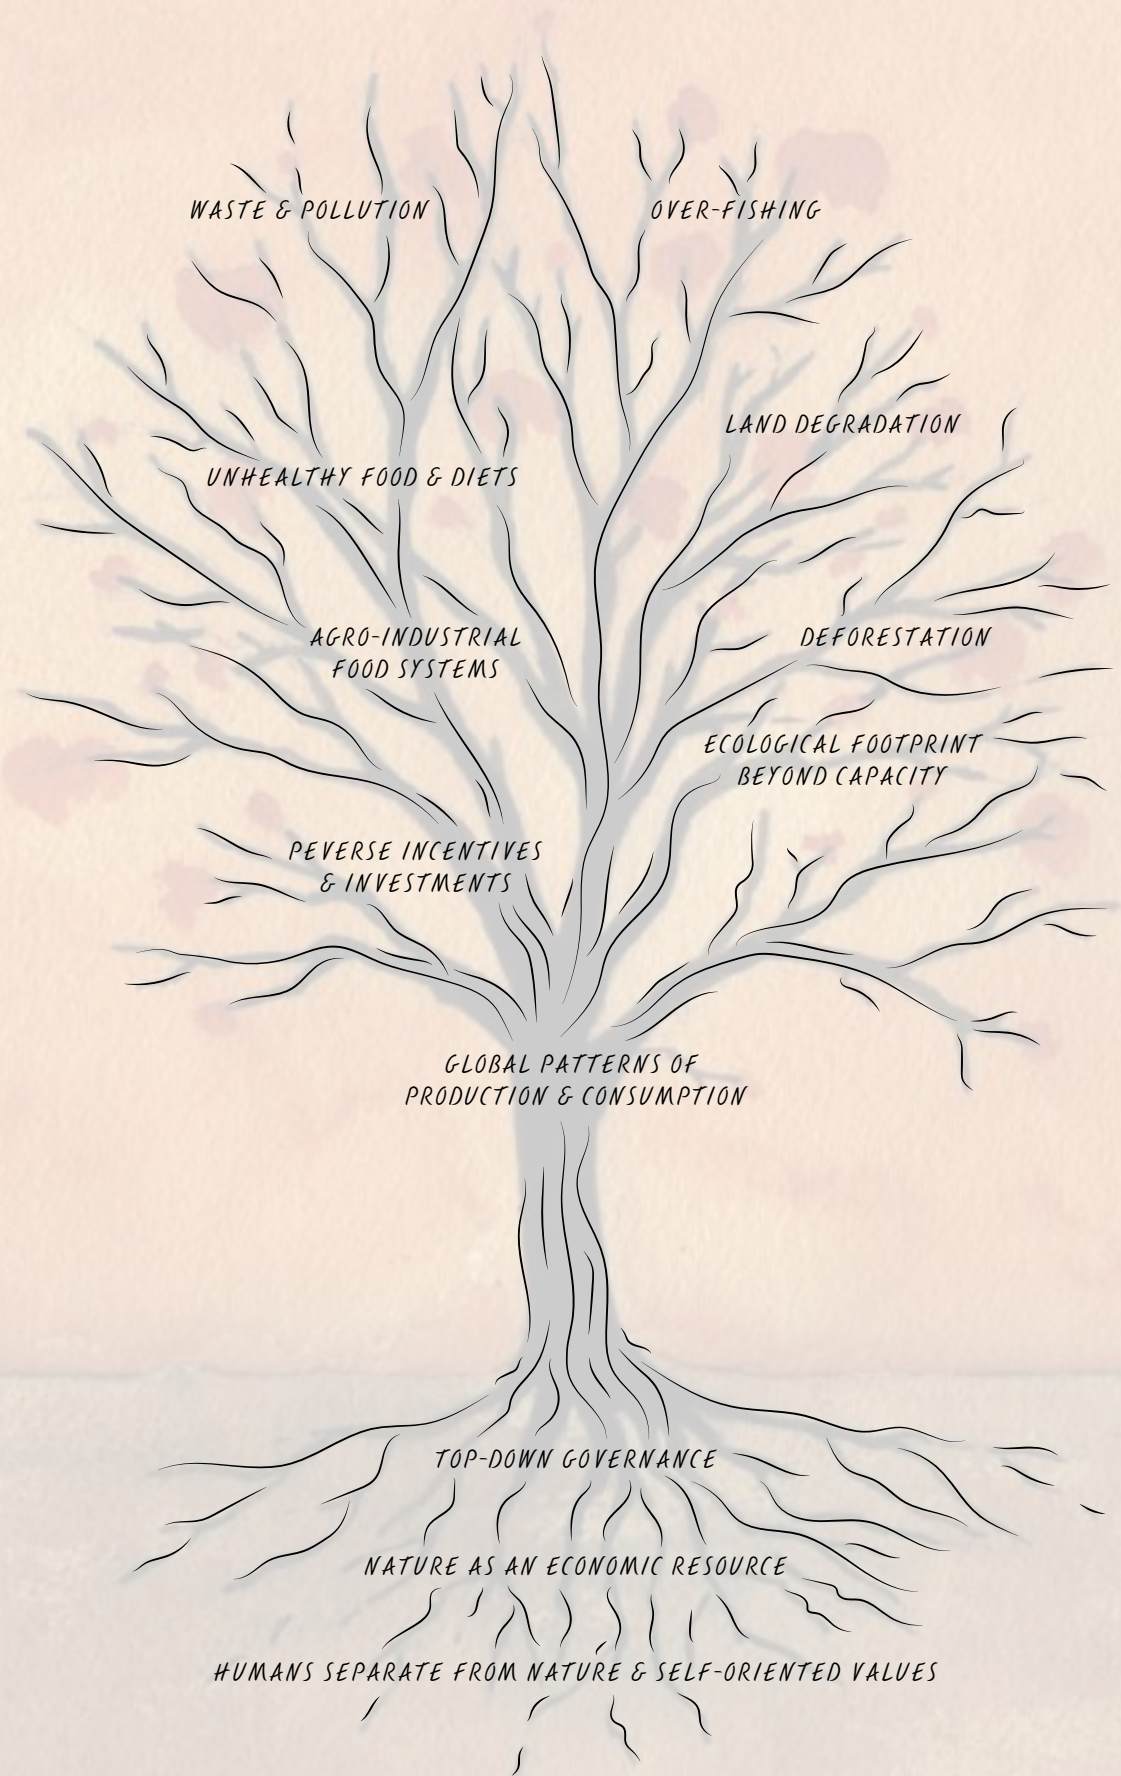 WASTE & POLLUTION
OVER-FISHING
LAND DEGRADATION
UNHEALTHY FOOD & DIETS
AGRO-INDUSTRIAL
FOOD SYSTEMS
DEFORESTATION
ECOLOGICAL FOOTPRINT
BEYOND CAPACITY
PEVERSE INCENTIVES
& INVESTMENTS
GLOBAL PATTERNS OF
PRODUCTION & CONSUMPTION
TOP-DOWN GOVERNANCE
NATURE AS AN ECONOMIC RESOURCE
HUMANS SEPARATE FROM NATURE & SELF-ORIENTED VALUES